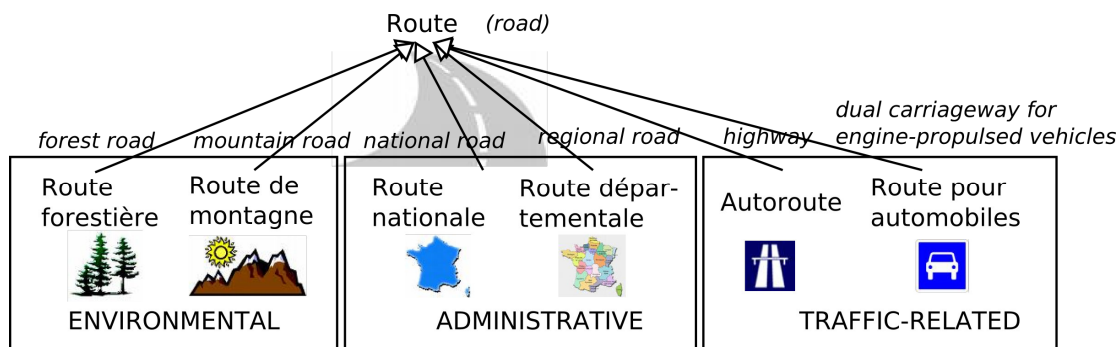 Route (road)
forest road mountain road national road regional road highway dual carriageway for
engine-propulsed vehicles
Route
forestière
Route de
montagne
Route
nationale
Route dépar-
tementale
Autoroute
Route pour
automobiles
ENVIRONMENTAL
ADMINISTRATIVE
TRAFFIC-RELATED